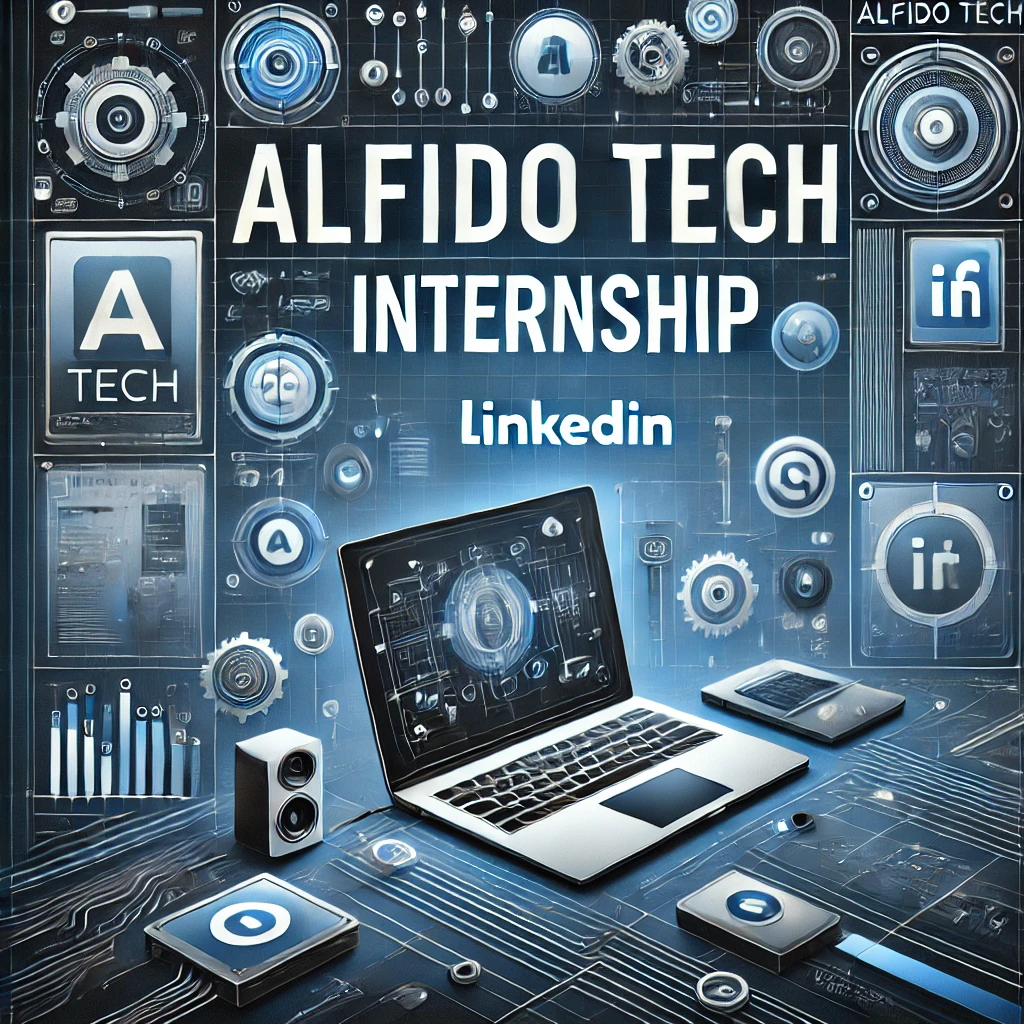 ALFIDO TECH
ALFIDO TECH
INTERNSHIP
A
TECH
Linkedin
A